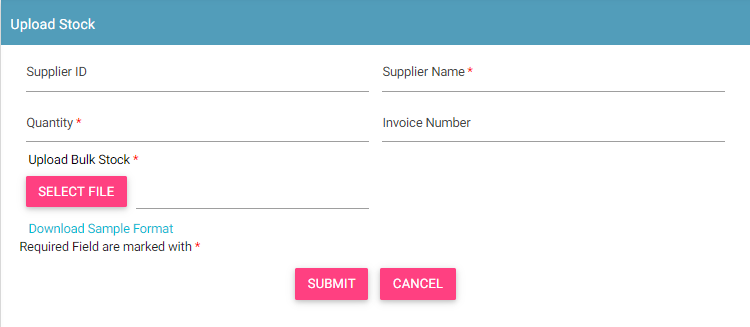 Upload Stock
Supplier ID
Supplier Name *
Quantity *
Invoice Number
Upload Bulk Stock *
SELECT FILE
Download Sample Format
Required Field are marked with *
SUBMIT
CANCEL